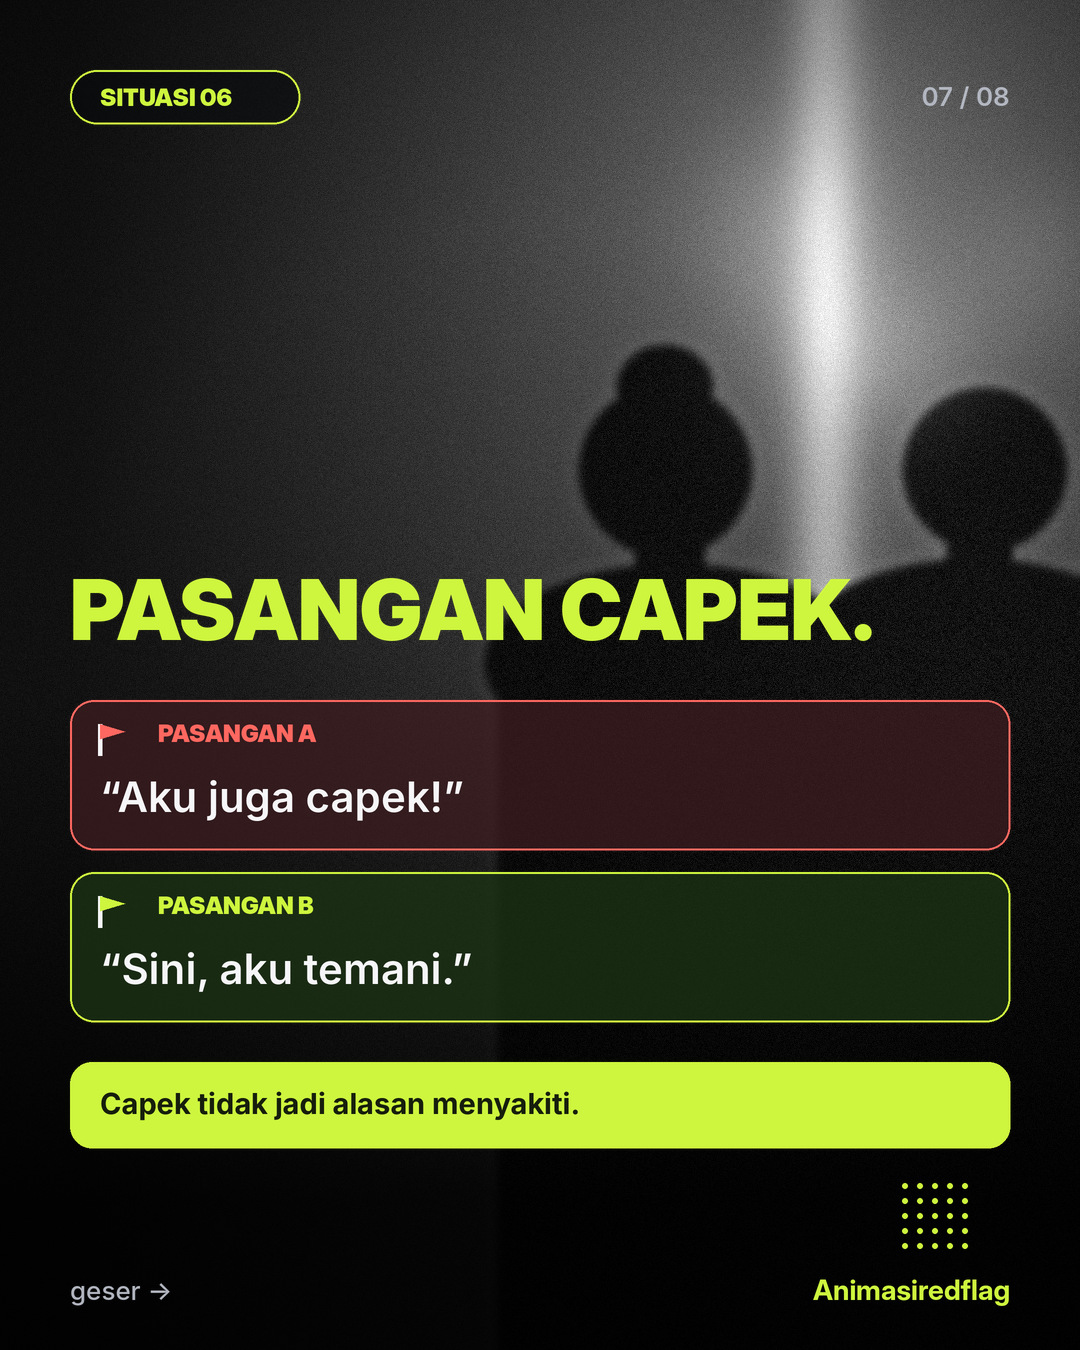 SITUASI 06
07 / 08
PASANGAN CAPEK.
PASANGAN A
“Aku juga capek!”
PASANGAN B
“Sini, aku temani.”
Capek tidak jadi alasan menyakiti.
geser →
Animasiredflag